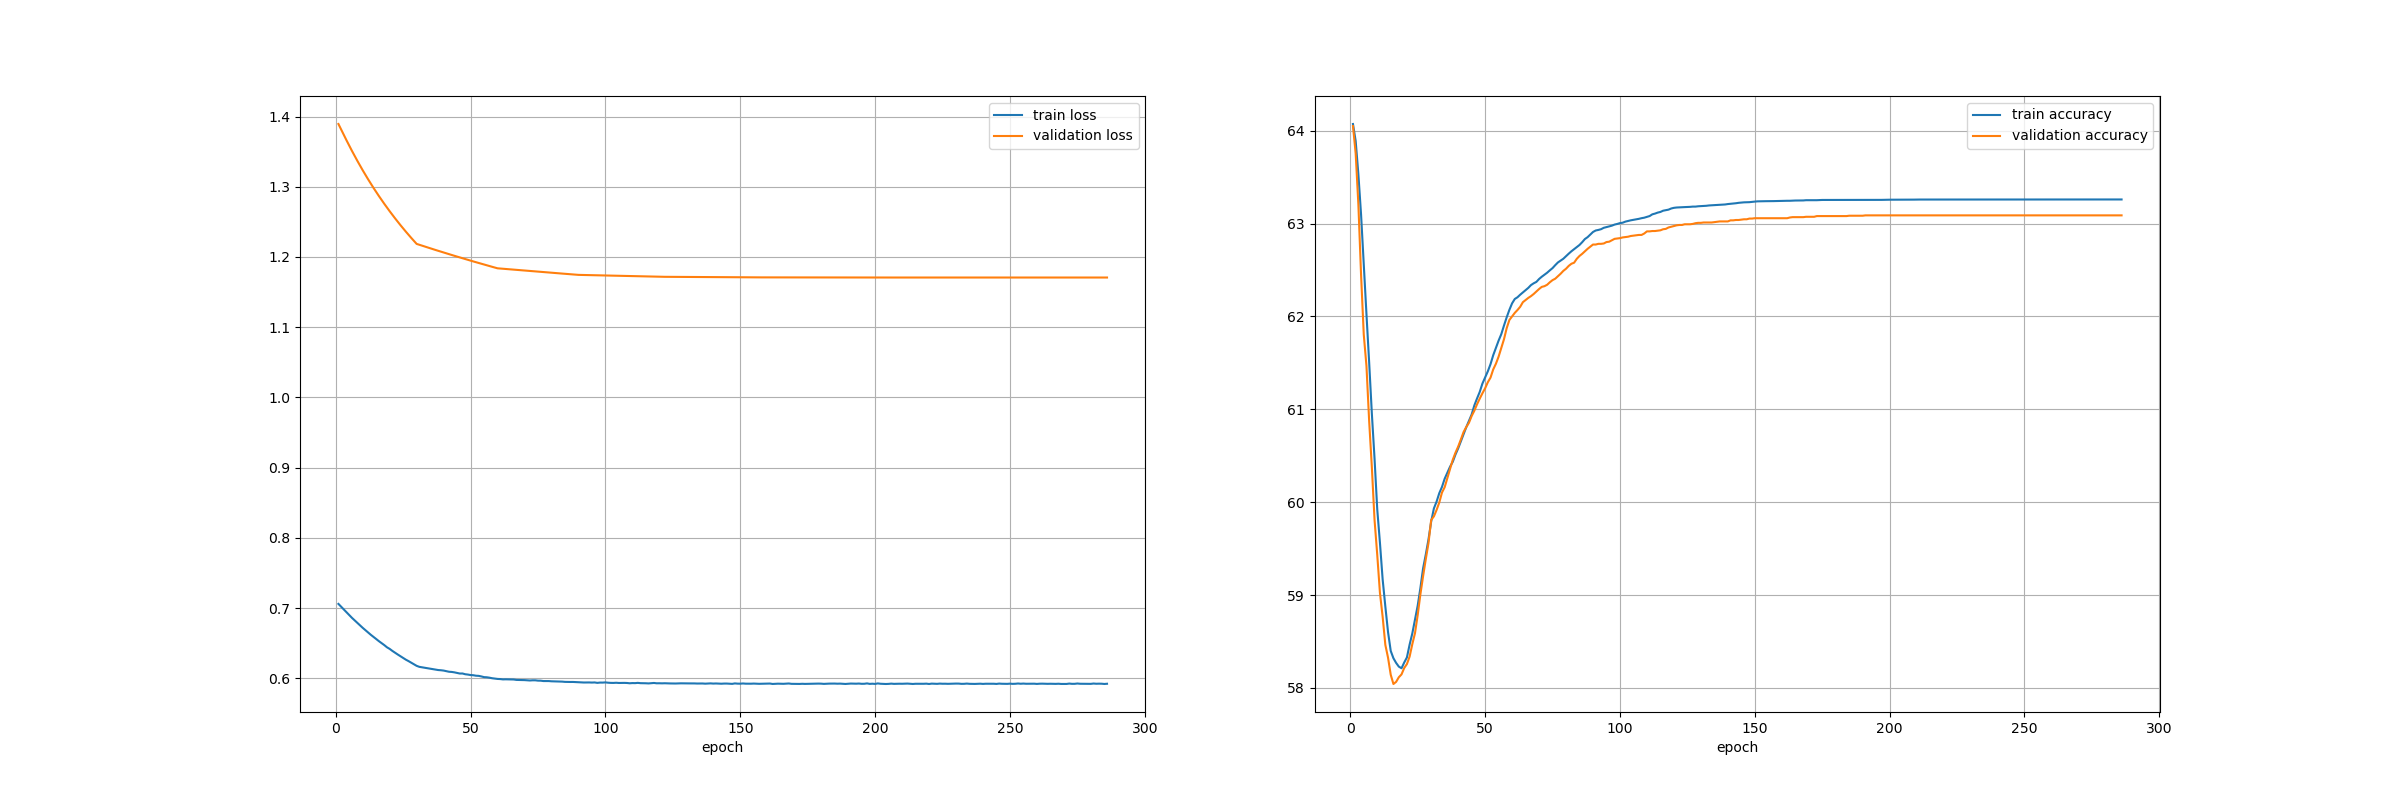 1.4
1.3
1.2
1.1
1.0
0.9
0.8
0.7
0.6
0 50 100 150 200 250 300
epoch
train loss
validation loss
64
63
62
61
60
59
58
0 50 100 150 200 250 300
epoch
train accuracy
validation accuracy